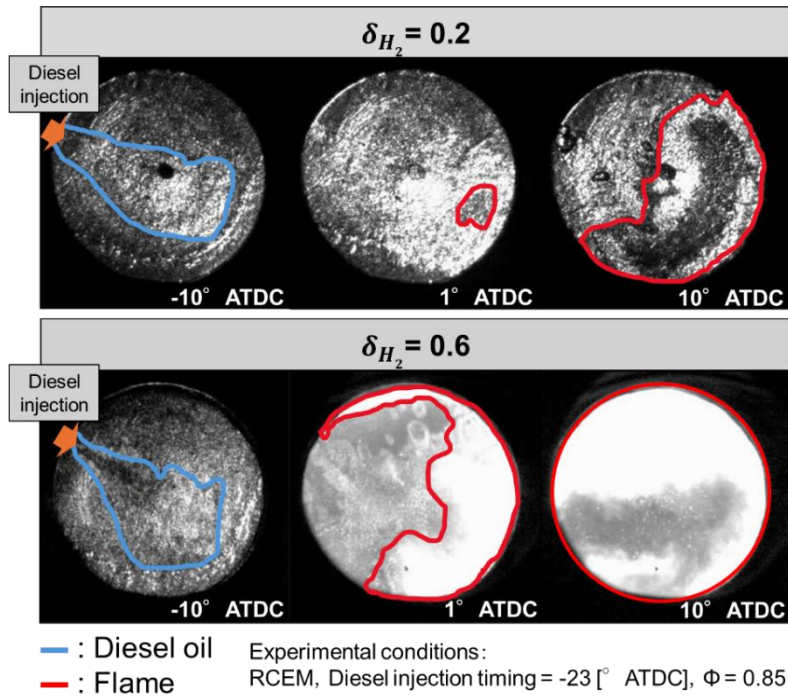 δH₂ = 0.2
Diesel
injection
-10° ATDC
1° ATDC
10° ATDC
δH₂ = 0.6
Diesel
injection
-10° ATDC
1° ATDC
10° ATDC
: Diesel oil
: Flame
Experimental conditions:
RCEM, Diesel injection timing = -23 [° ATDC], Φ = 0.85